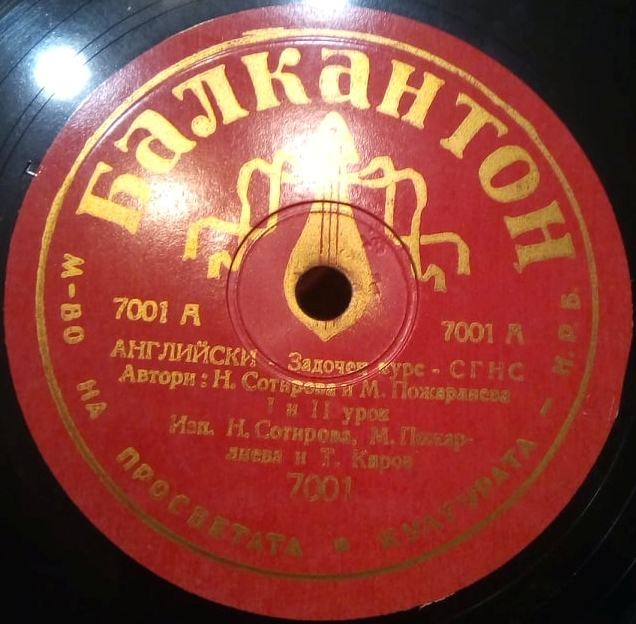 Балкантон
7001 А
7001 А
АНГЛИЙСКИ - Задочен курс - СГНС
Автори: Н. Сотирова и М. Пожарлиева
I и II урок
Изп. Н. Сотирова, М. Пожар-
лиева и Т. Киров
7001
М-ВО НА ПРОСВЕТАТА И КУЛТУРАТА - Н.Р.Б.